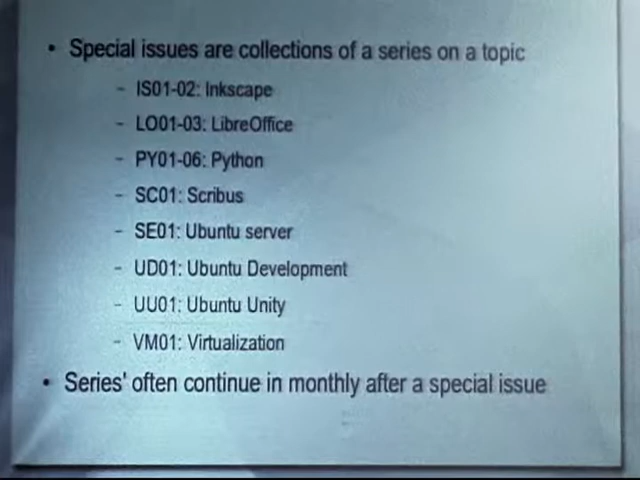 • Special issues are collections of a series on a topic
– IS01-02: Inkscape
– LO01-03: LibreOffice
– PY01-06: Python
– SC01: Scribus
– SE01: Ubuntu server
– UD01: Ubuntu Development
– UU01: Ubuntu Unity
– VM01: Virtualization
• Series' often continue in monthly after a special issue